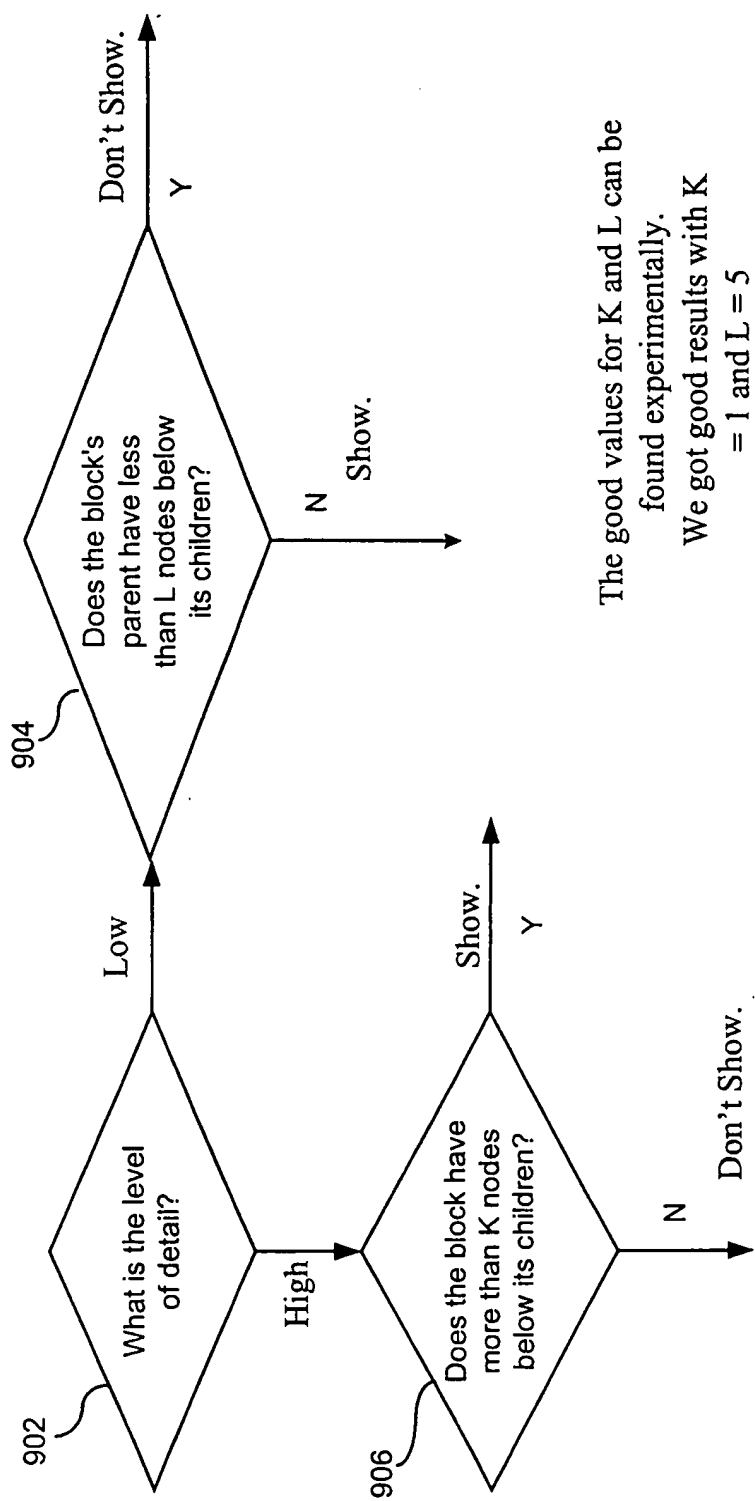 902
What is the level
of detail?
Low
High
904
Does the block's
parent have less
than L nodes below
its children?
Don't Show.
Y
N
Show.
906
Does the block have
more than K nodes
below its children?
Show.
Y
N
Don't Show.
The good values for K and L can be
found experimentally.
We got good results with K
= 1 and L = 5